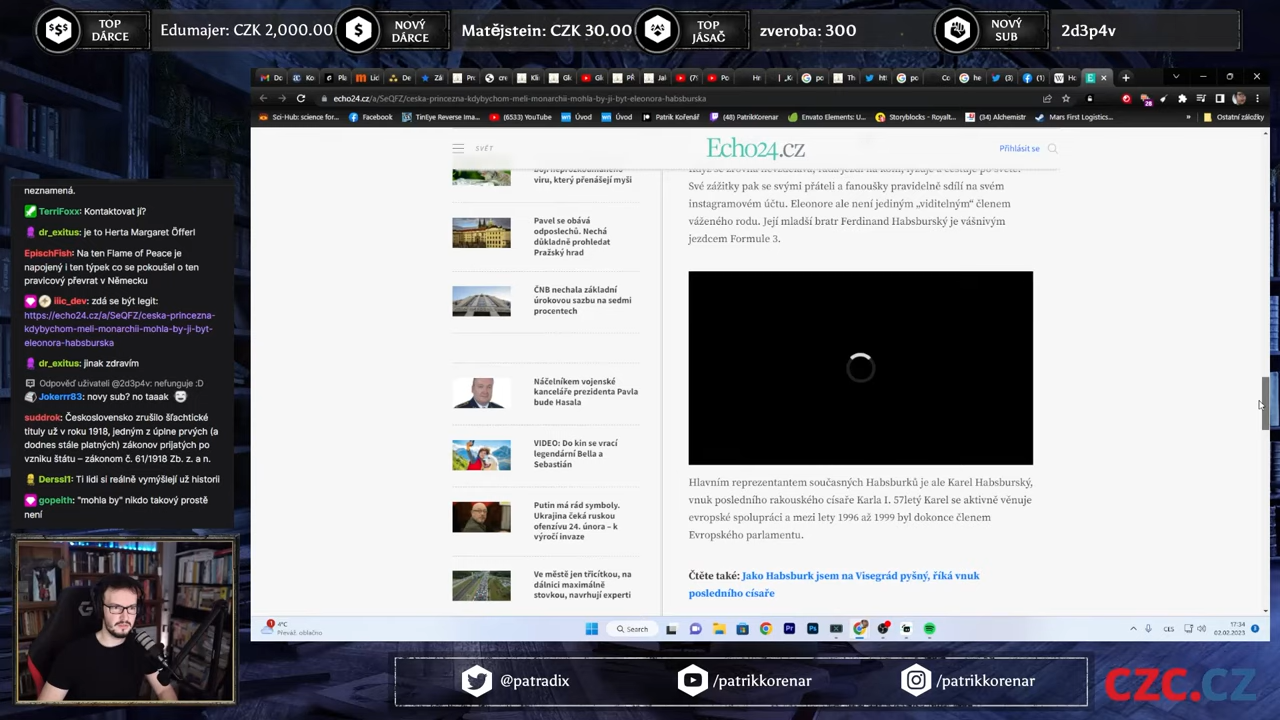 TOP
DÁRCE
Edumajer: CZK 2,000.00
NOVÝ
DÁRCE
Matějstein: CZK 30.00
TOP
JÁSAČ
zveroba: 300
NOVÝ
SUB
2d3p4v
echo24.cz/a/SeQFZ/ceska-princezna-kdybychom-meli-monarchii-mohla-by-ji-byt-eleonora-habsburska
Sci-Hub: science for...
Facebook
TinEye Reverse Ima...
(6533) YouTube
Úvod
Úvod
Patrik Kořenář
(48) PatrikKorenar
Envato Elements: U...
Storyblocks - Royalt...
(34) Alchemistr
Mars First Logistics...
»
Ostatní záložky
SVĚT
Echo24.cz
Přihlásit se
viru, který přenášejí myši
Pavel se obává
odposlechů. Nechá
důkladně prohledat
Pražský hrad
ČNB nechala základní
úrokovou sazbu na sedmi
procentech
Náčelníkem vojenské
kanceláře prezidenta Pavla
bude Hasala
VIDEO: Do kin se vrací
legendární Bella a
Sebastián
Putin má rád symboly.
Ukrajina čeká ruskou
ofenzívu 24. února – k
výročí invaze
Ve městě jen třicítkou, na
dálnici maximálně
stovkou, navrhují experti
Své zážitky pak se svými přáteli a fanoušky pravidelně sdílí na svém
instagramovém účtu. Eleonore ale není jediným „viditelným“ členem
váženého rodu. Její mladší bratr Ferdinand Habsburský je vášnivým
jezdcem Formule 3.
Hlavním reprezentantem současných Habsburků je ale Karel Habsburský,
vnuk posledního rakouského císaře Karla I. 57letý Karel se aktivně věnuje
evropské spolupráci a mezi lety 1996 až 1999 byl dokonce členem
Evropského parlamentu.
Čtěte také: Jako Habsburk jsem na Visegrád pyšný, říká vnuk
posledního císaře
neznamená.
TerriFoxx: Kontaktovat jí?
dr_exitus: je to Herta Margaret Öfferl
EpischFish: Na ten Flame of Peace je
napojený i ten týpek co se pokoušel o ten
pravicový převrat v Německu
iiic_dev: zdá se být legit:
https://echo24.cz/a/SeQFZ/ceska-princezna-
kdybychom-meli-monarchii-mohla-by-ji-byt-
eleonora-habsburska
dr_exitus: jinak zdravím
Odpověď uživateli @2d3p4v: nefunguje :D
Jokerrr83: novy sub? no taaak
suddrok: Československo zrušilo šľachtické
tituly už v roku 1918, jedným z úplne prvých (a
dodnes stále platných) zákonov prijatých po
vzniku štátu – zákonom č. 61/1918 Zb. z. a n.
Derssl1: Ti lidi si reálně vymýšlejí už historii
gopeith: "mohla by" nikdo takový prostě
není
4°C
Převáž. oblačno
Search
CES
17:34
02.02.2023
@patradix
/patrikkorenar
/patrikkorenar
CZC.CZ